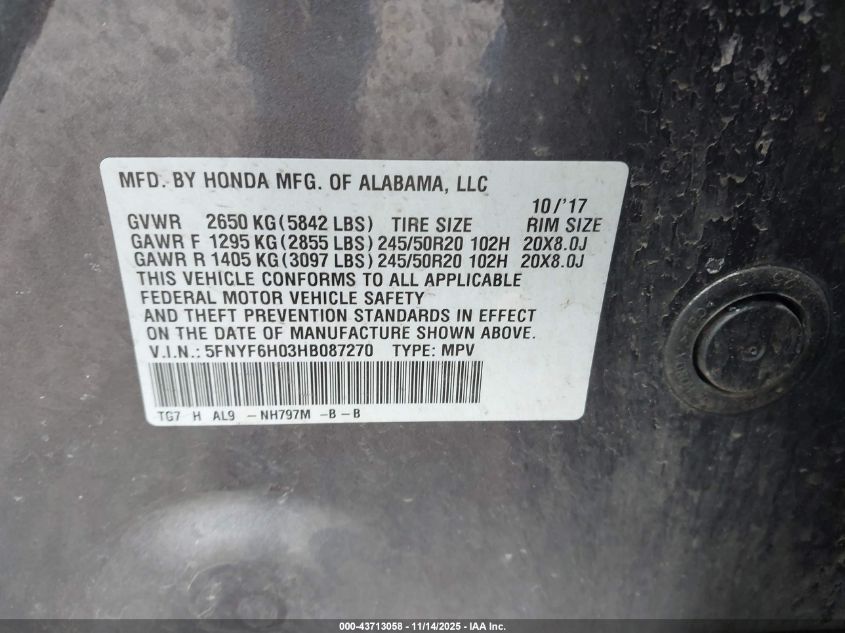 MFD. BY HONDA MFG. OF ALABAMA, LLC
10/'17
GVWR 2650 KG(5842 LBS) TIRE SIZE RIM SIZE
GAWR F 1295 KG(2855 LBS) 245/50R20 102H 20X8.0J
GAWR R 1405 KG(3097 LBS) 245/50R20 102H 20X8.0J
THIS VEHICLE CONFORMS TO ALL APPLICABLE
FEDERAL MOTOR VEHICLE SAFETY
AND THEFT PREVENTION STANDARDS IN EFFECT
ON THE DATE OF MANUFACTURE SHOWN ABOVE.
V.I.N.: 5FNYF6H03HB087270 TYPE: MPV
TG7 H AL9 -NH797M -B-B
000-43713058 - 11/14/2025 - IAA Inc.